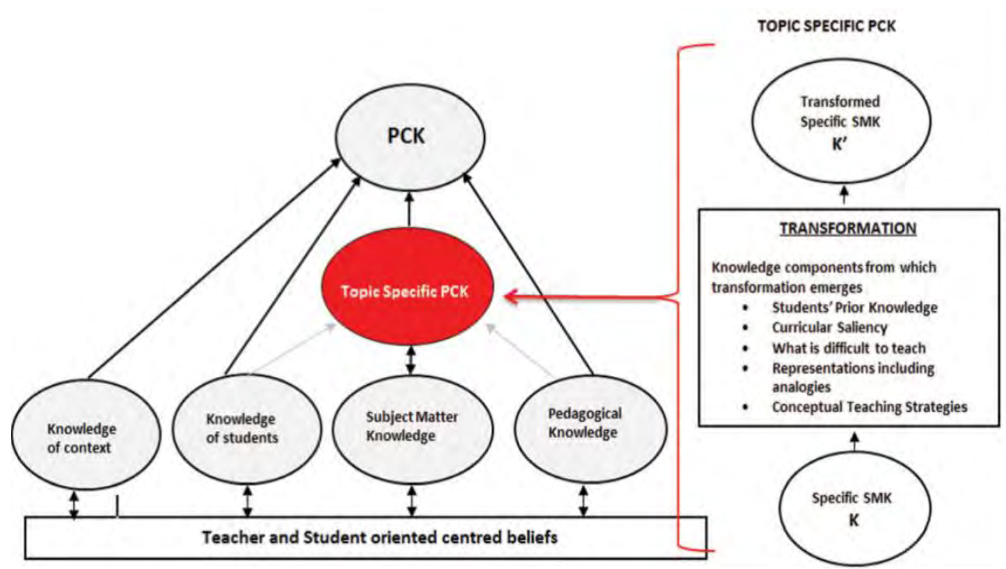 TOPIC SPECIFIC PCK
PCK
Topic Specific PCK
Knowledge
of context
Knowledge
of students
Subject Matter
Knowledge
Pedagogical
Knowledge
Teacher and Student oriented centred beliefs
Transformed
Specific SMK
K’
TRANSFORMATION
Knowledge components from which
transformation emerges
• Students’ Prior Knowledge
• Curricular Saliency
• What is difficult to teach
• Representations including
analogies
• Conceptual Teaching Strategies
Specific SMK
K